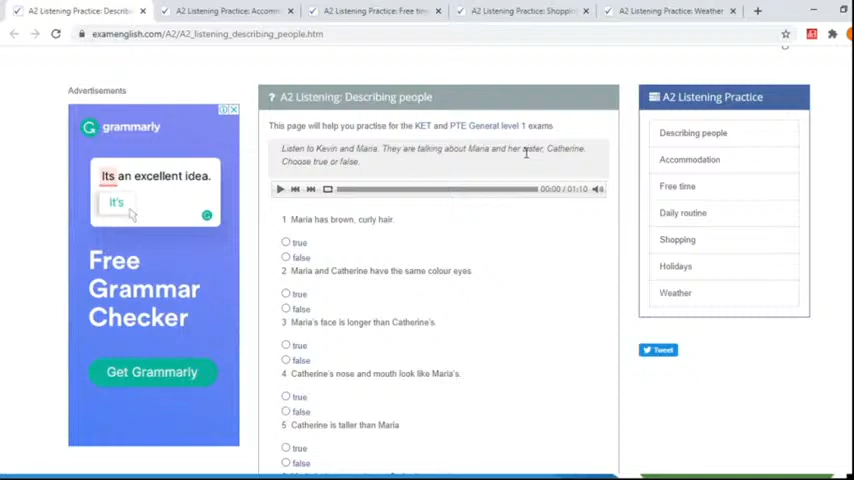 A2 Listening Practice: Describi
A2 Listening Practice: Accomm
A2 Listening Practice: Free tim
A2 Listening Practice: Shoppin
A2 Listening Practice: Weather
examenglish.com/A2/A2_listening_describing_people.htm
Advertisements
grammarly
Its an excellent idea.
It's
Free
Grammar
Checker
Get Grammarly
? A2 Listening: Describing people
This page will help you practise for the KET and PTE General level 1 exams
Listen to Kevin and Maria. They are talking about Maria and her sister, Catherine.
Choose true or false.
00:00 / 01:10
1 Maria has brown, curly hair.
true
false
2 Maria and Catherine have the same colour eyes
true
false
3 Maria's face is longer than Catherine's.
true
false
4 Catherine's nose and mouth look like Maria's.
true
false
5 Catherine is taller than Maria
true
false
A2 Listening Practice
Describing people
Accommodation
Free time
Daily routine
Shopping
Holidays
Weather
Tweet